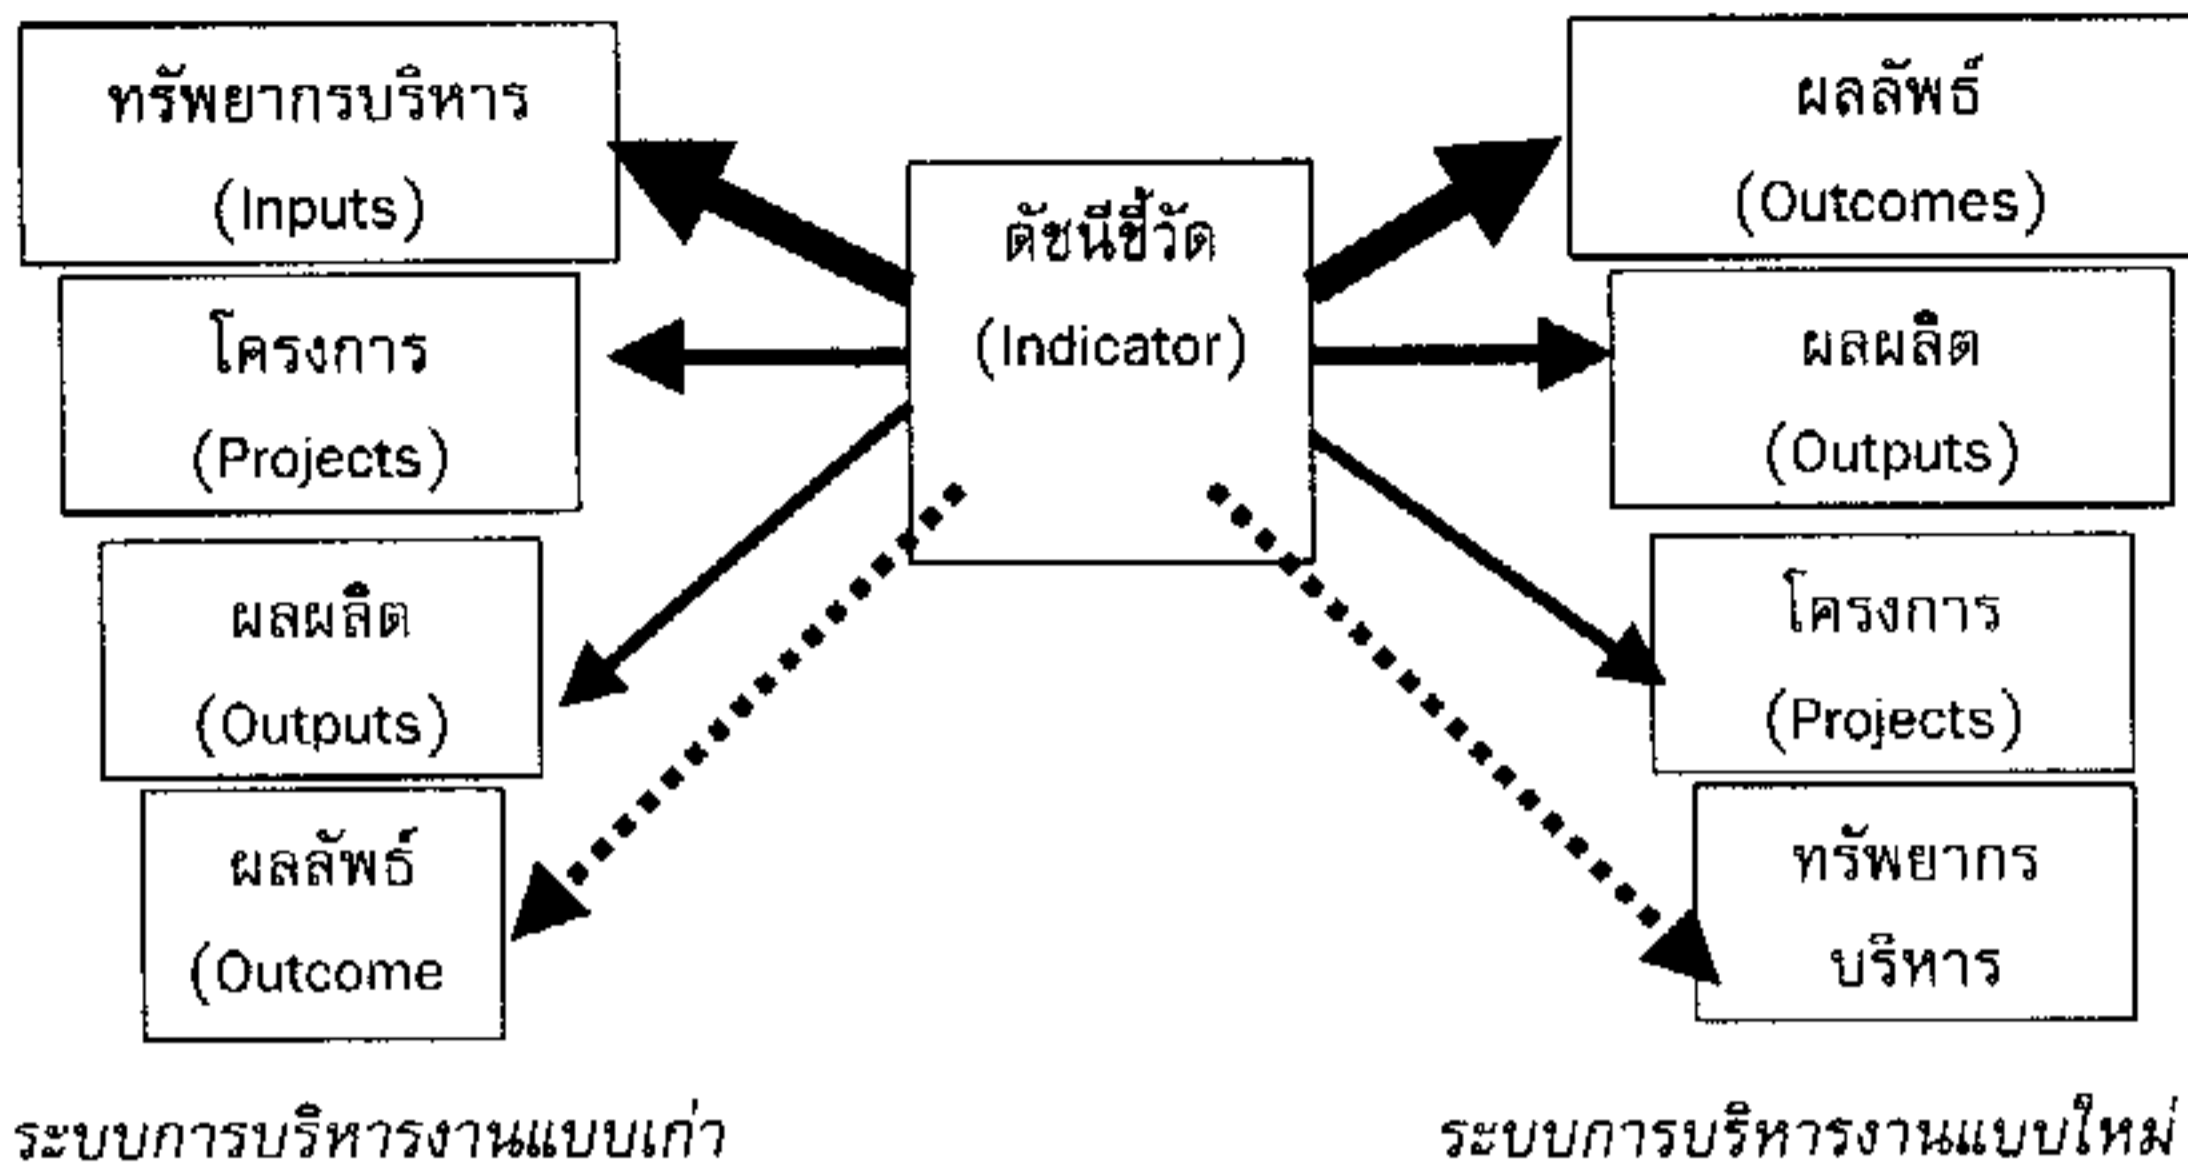 ทรัพยากรบริหาร
(Inputs)
โครงการ
(Projects)
ผลผลิต
(Outputs)
ผลลัพธ์
(Outcome
ดัชนีชี้วัด
(Indicator)
ผลลัพธ์
(Outcomes)
ผลผลิต
(Outputs)
โครงการ
(Projects)
ทรัพยากร
บริหาร
ระบบการบริหารงานแบบเก่า
ระบบการบริหารงานแบบใหม่